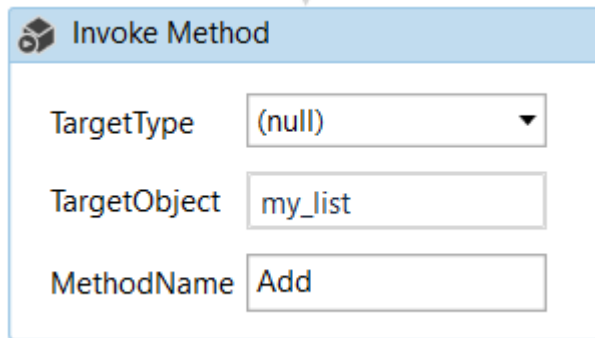 Invoke Method
TargetType (null)
TargetObject my_list
MethodName Add